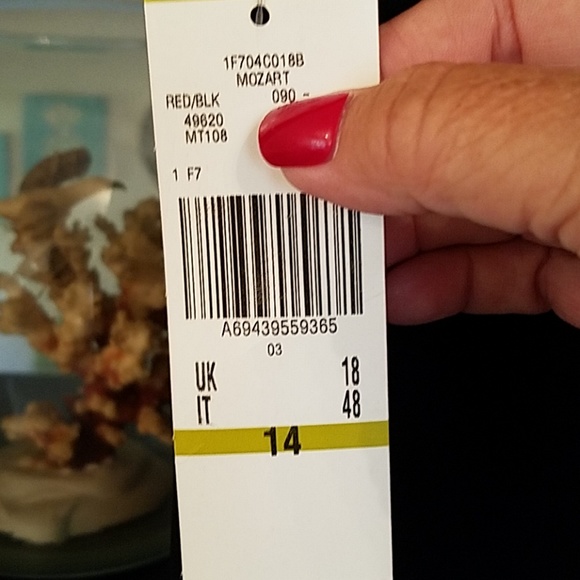 1F704C018B
MOZART
RED/BLK 090 -
49620
MT108
1 F7
A69439559365
03
UK 18
IT 48
14